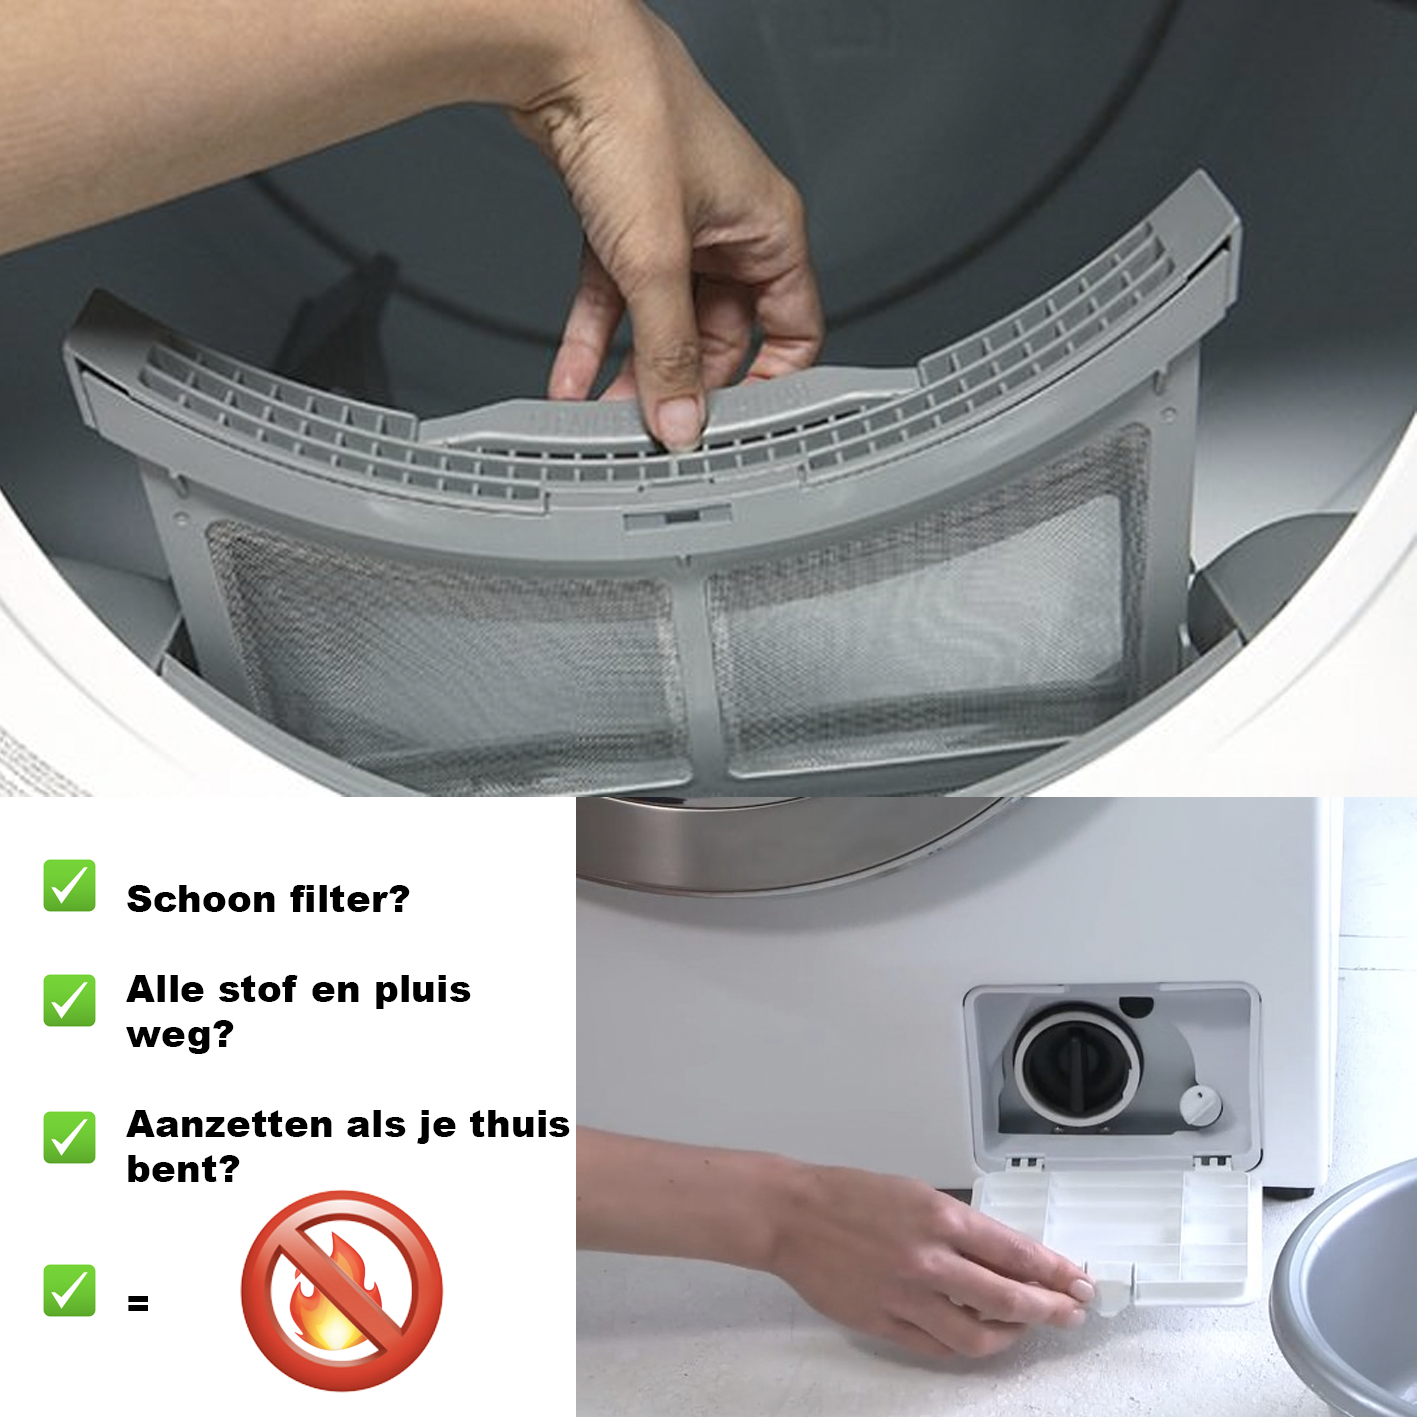 Schoon filter?
Alle stof en pluis
weg?
Aanzetten als je thuis
bent?
=